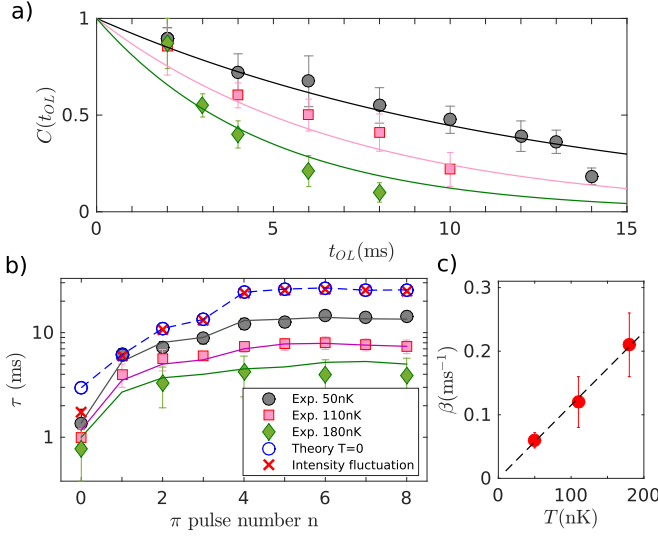 a)
1
0.5
0
C(t_OL)
0
5
10
15
t_OL(ms)
b)
10
1
τ (ms)
0
2
4
6
8
π pulse number n
Exp. 50nK
Exp. 110nK
Exp. 180nK
Theory T=0
Intensity fluctuation
c)
0.3
0.2
0.1
0
β(ms⁻¹)
0
100
200
T(nK)